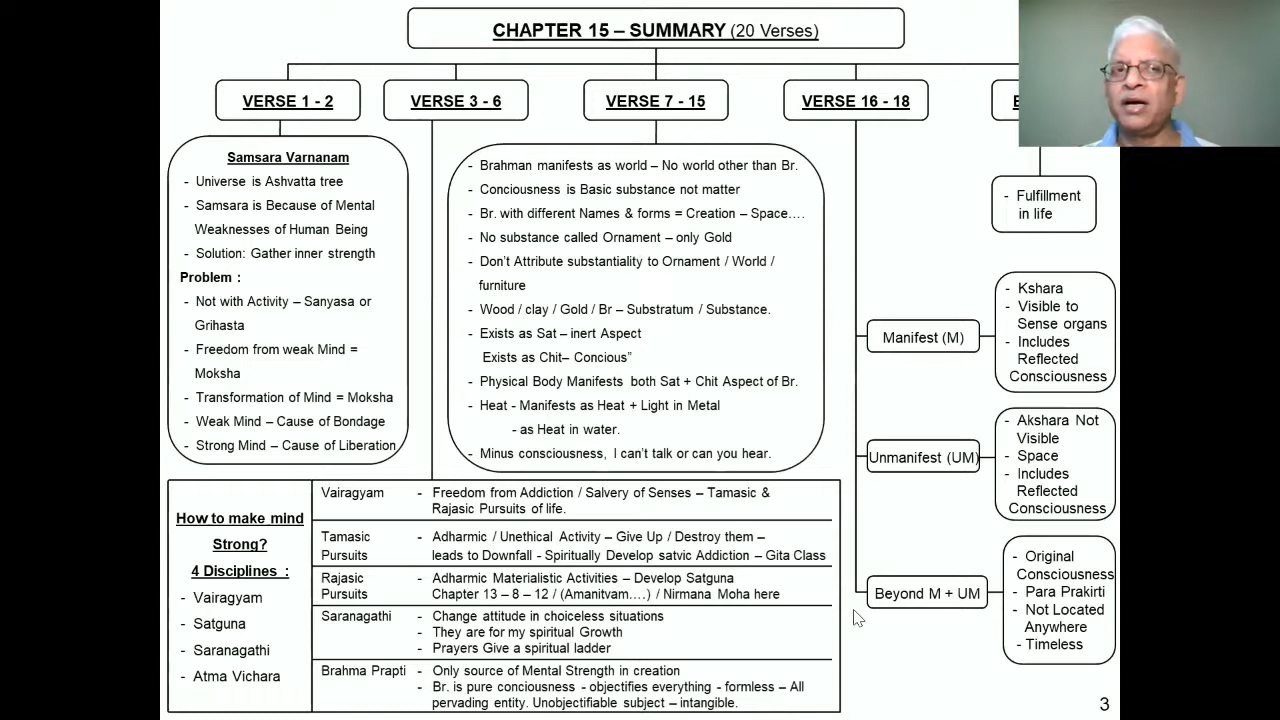 CHAPTER 15 – SUMMARY (20 Verses)
VERSE 1 - 2
VERSE 3 - 6
VERSE 7 - 15
VERSE 16 - 18
Samsara Varnanam
- Universe is Ashvatta tree
- Samsara is Because of Mental
Weaknesses of Human Being
- Solution: Gather inner strength
Problem :
- Not with Activity – Sanyasa or
Grihasta
- Freedom from weak Mind =
Moksha
- Transformation of Mind = Moksha
- Weak Mind – Cause of Bondage
- Strong Mind – Cause of Liberation
- Brahman manifests as world – No world other than Br.
- Conciousness is Basic substance not matter
- Br. with different Names & forms = Creation – Space….
- No substance called Ornament – only Gold
- Don't Attribute substantiality to Ornament / World /
furniture
- Wood / clay / Gold / Br – Substratum / Substance.
- Exists as Sat – inert Aspect
Exists as Chit– Concious”
- Physical Body Manifests both Sat + Chit Aspect of Br.
- Heat - Manifests as Heat + Light in Metal
- as Heat in water.
- Minus consciousness, I can't talk or can you hear.
- Fulfillment
in life
Manifest (M)
- Kshara
- Visible to
Sense organs
- Includes
Reflected
Consciousness
Unmanifest (UM)
- Akshara Not
Visible
- Space
- Includes
Reflected
Consciousness
Beyond M + UM
- Original
Consciousness
- Para Prakirti
- Not Located
Anywhere
- Timeless
How to make mind
Strong?
4 Disciplines :
- Vairagyam
- Satguna
- Saranagathi
- Atma Vichara
Vairagyam - Freedom from Addiction / Salvery of Senses – Tamasic &
Rajasic Pursuits of life.
Tamasic - Adharmic / Unethical Activity – Give Up / Destroy them –
Pursuits leads to Downfall - Spiritually Develop satvic Addiction – Gita Class
Rajasic - Adharmic Materialistic Activities – Develop Satguna
Pursuits Chapter 13 – 8 – 12 / (Amanitvam….) / Nirmana Moha here
Saranagathi - Change attitude in choiceless situations
- They are for my spiritual Growth
- Prayers Give a spiritual ladder
Brahma Prapti - Only source of Mental Strength in creation
- Br. is pure conciousness - objectifies everything - formless – All
pervading entity. Unobjectifiable subject – intangible.
3